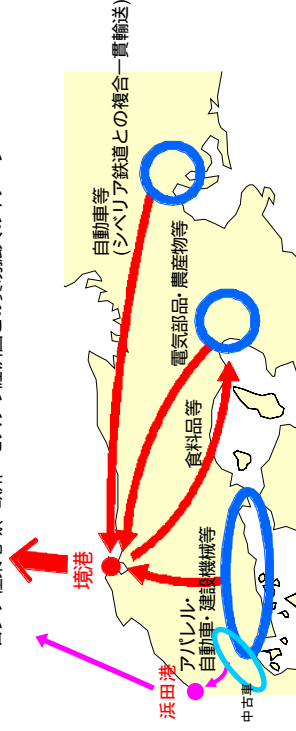 自動車等
(シベリア鉄道との複合一貫輸送)
電気部品・農産物等
食料品等
境港
アパレル・
自動車・建設機械等
浜田港
中古車